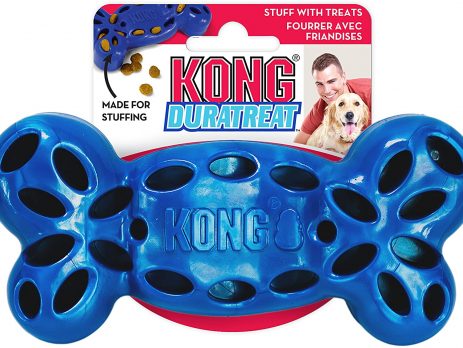 STUFF WITH TREATS
FOURRER AVEC
FRIANDISES
KONG®
DURATREAT
MADE FOR
STUFFING
KONG